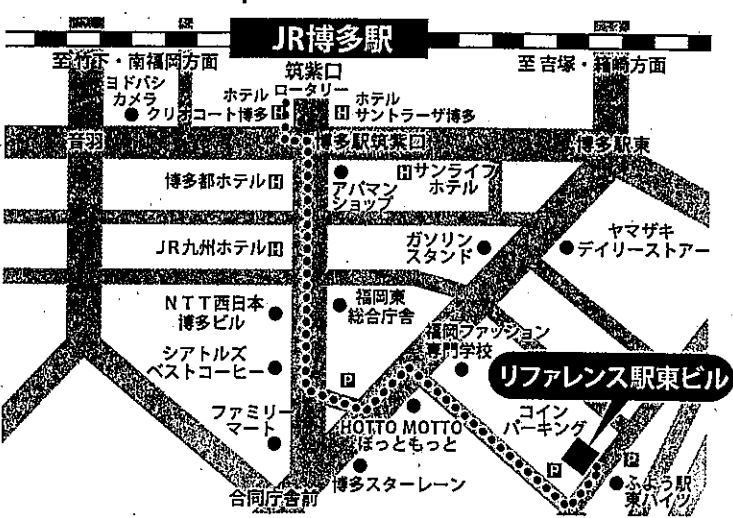 JR博多駅
至竹下・南福岡方面
筑紫口
ロータリー
至吉塚・箱崎方面
ヨドバシ
カメラ
ホテル
クリオコート博多 H
H ホテル
サントラーザ博多
音羽
博多駅筑紫口
博多駅東
博多都ホテル H
アパマン
ショップ
H サンライフ
ホテル
JR九州ホテル H
ガソリン
スタンド
ヤマザキ
デイリーストアー
NTT西日本
博多ビル
福岡東
総合庁舎
福岡ファッション
専門学校
シアトルズ
ベストコーヒー
P
リファレンス駅東ビル
ファミリー
マート
HOTTO MOTTO
ほっともっと
コイン
パーキング
P
P
合同庁舎前
博多スターレーン
ふよう駅
東ハイツ